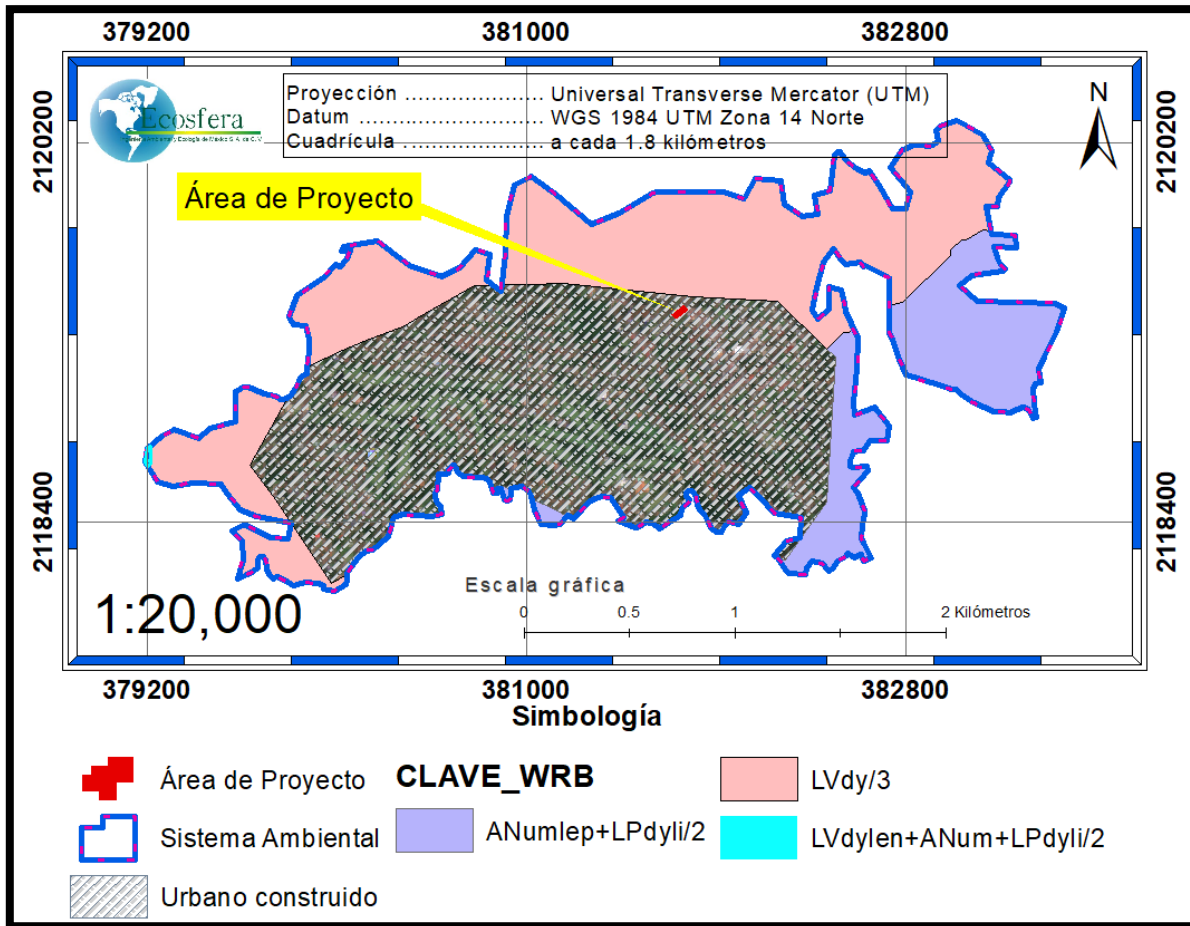 379200 381000 382800
Ecosfera
Proyección ..................... Universal Transverse Mercator (UTM)
Datum ........................... WGS 1984 UTM Zona 14 Norte
Cuadrícula ..................... a cada 1.8 kilómetros
N
2120200 2120200
Área de Proyecto
2118400 2118400
Escala gráfica
1:20,000
0 0.5 1 2 Kilómetros
379200 381000 382800
Simbología
Área de Proyecto
Sistema Ambiental
Urbano construido
CLAVE_WRB
ANumlep+LPdyli/2
LVdy/3
LVdylen+ANum+LPdyli/2